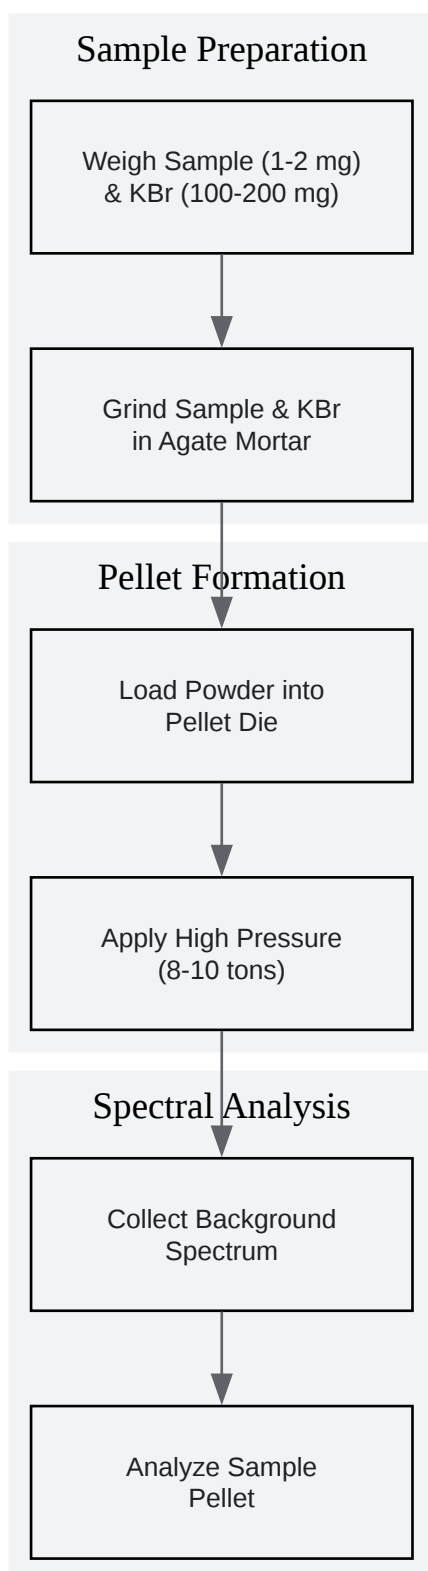 Sample Preparation
Weigh Sample (1-2 mg)
& KBr (100-200 mg)
Grind Sample & KBr
in Agate Mortar
Pellet Formation
Load Powder into
Pellet Die
Apply High Pressure
(8-10 tons)
Spectral Analysis
Collect Background
Spectrum
Analyze Sample
Pellet